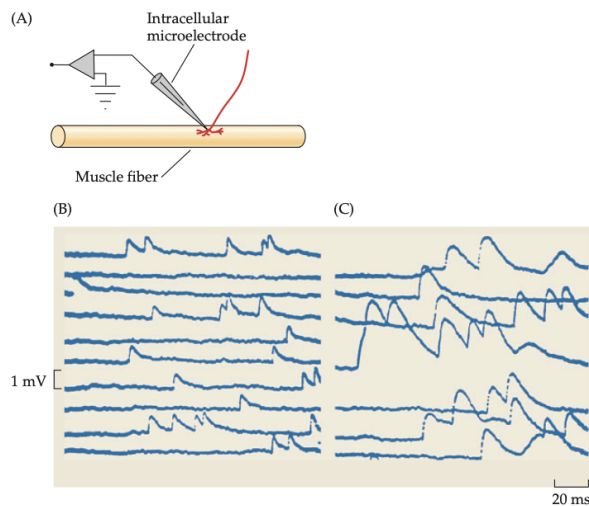 (A)
Intracellular
microelectrode
Muscle fiber
(B)
(C)
1 mV
20 ms